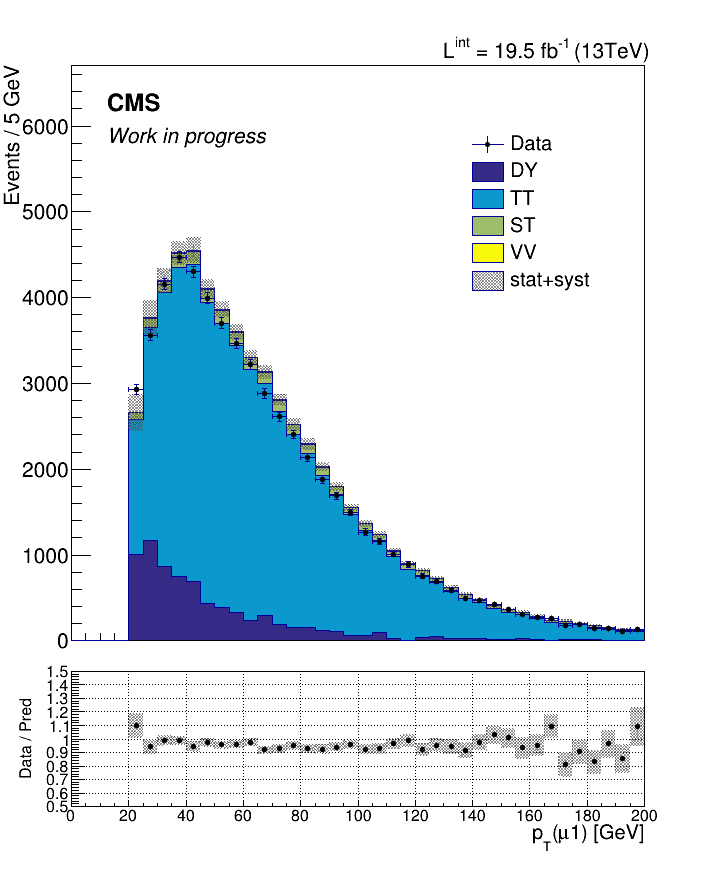 L^int = 19.5 fb^-1 (13TeV)
Events / 5 GeV
CMS
Work in progress
Data
DY
TT
ST
VV
stat+syst
6000
5000
4000
3000
2000
1000
0
Data / Pred
1.5
1.4
1.3
1.2
1.1
1
0.9
0.8
0.7
0.6
0.5
0 20 40 60 80 100 120 140 160 180 200
p_T(μ1) [GeV]